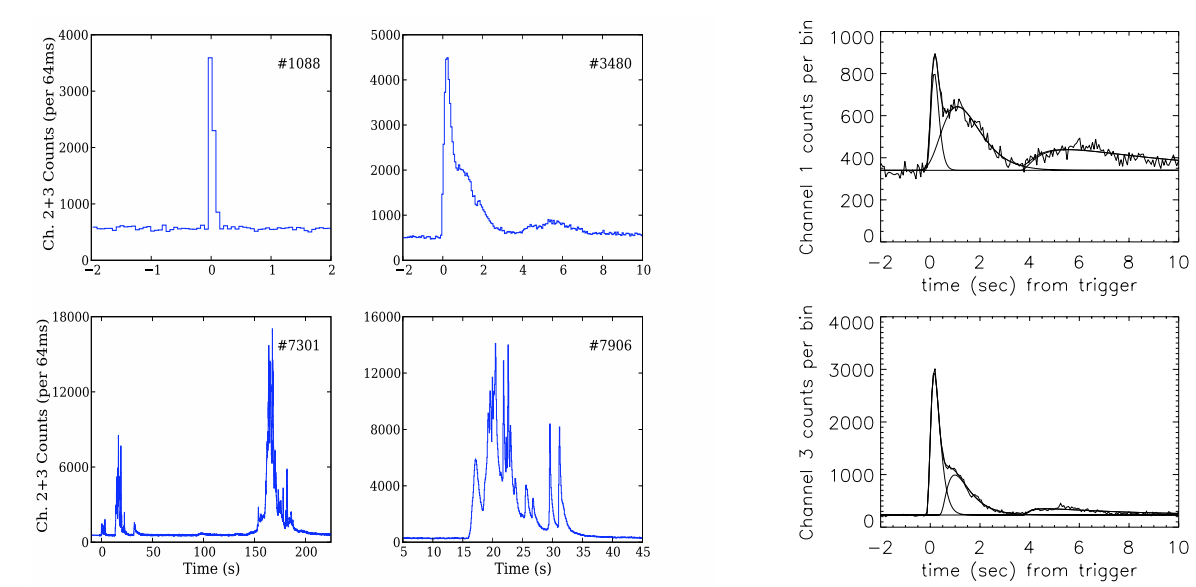 Ch. 2+3 Counts (per 64ms)
4000
3000
2000
1000
0
−2 −1 0 1 2
#1088
5000
4000
3000
2000
1000
0
−2 0 2 4 6 8 10
#3480
Channel 1 counts per bin
1000
800
600
400
200
0
−2 0 2 4 6 8 10
time (sec) from trigger
Ch. 2+3 Counts (per 64ms)
18000
12000
6000
0
0 50 100 150 200
Time (s)
#7301
16000
12000
8000
4000
0
5 10 15 20 25 30 35 40 45
Time (s)
#7906
Channel 3 counts per bin
4000
3000
2000
1000
0
−2 0 2 4 6 8 10
time (sec) from trigger